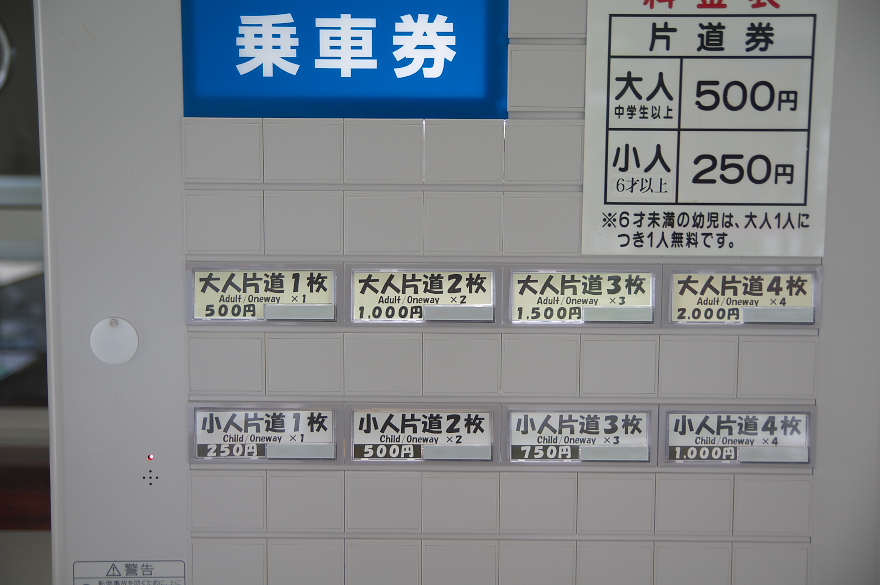 乗車券
料金表
片道券
大人
中学生以上
500円
小人
6才以上
250円
※6才未満の幼児は、大人1人に
つき1人無料です。
大人片道1枚
Adult/Oneway ×1
500円
大人片道2枚
Adult/Oneway ×2
1,000円
大人片道3枚
Adult/Oneway ×3
1,500円
大人片道4枚
Adult/Oneway ×4
2,000円
小人片道1枚
Child/Oneway ×1
250円
小人片道2枚
Child/Oneway ×2
500円
小人片道3枚
Child/Oneway ×3
750円
小人片道4枚
Child/Oneway ×4
1,000円
警告